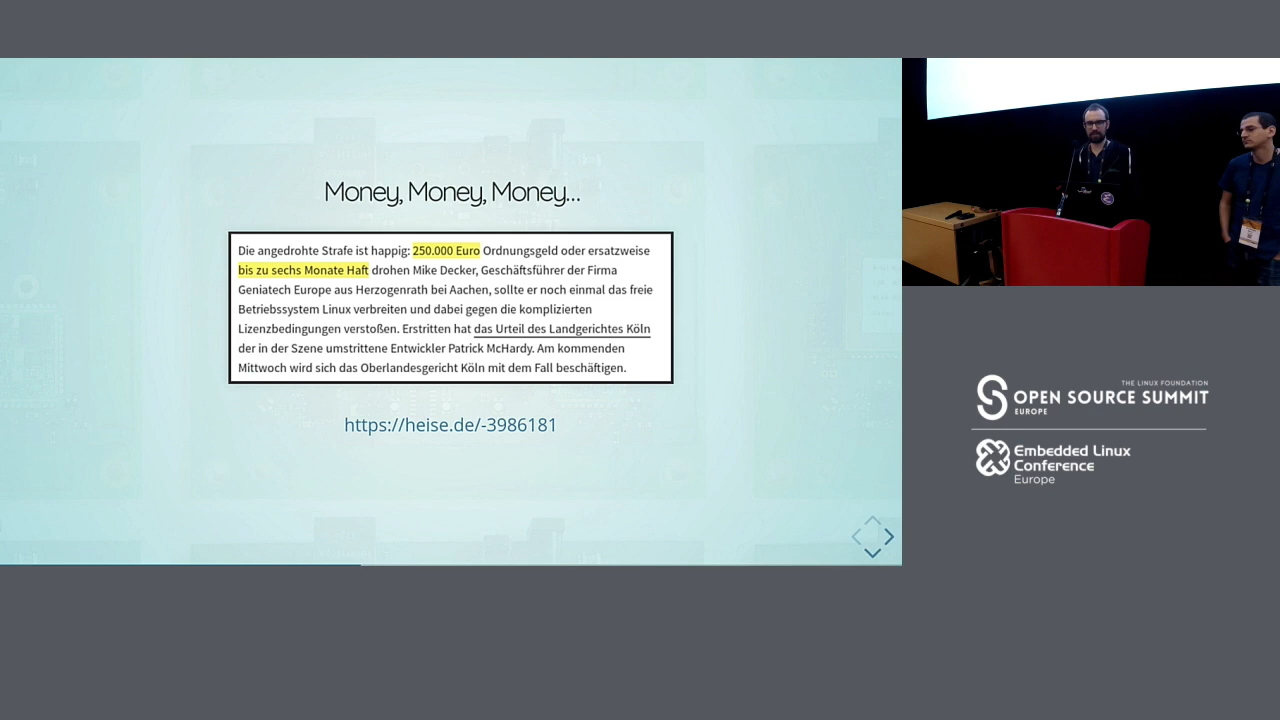 Money, Money, Money...
Die angedrohte Strafe ist happig: 250.000 Euro Ordnungsgeld oder ersatzweise
bis zu sechs Monate Haft drohen Mike Decker, Geschäftsführer der Firma
Geniatech Europe aus Herzogenrath bei Aachen, sollte er noch einmal das freie
Betriebssystem Linux verbreiten und dabei gegen die komplizierten
Lizenzbedingungen verstoßen. Erstritten hat das Urteil des Landgerichtes Köln
der in der Szene umstrittene Entwickler Patrick McHardy. Am kommenden
Mittwoch wird sich das Oberlandesgericht Köln mit dem Fall beschäftigen.
https://heise.de/-3986181
THE LINUX FOUNDATION
OPEN SOURCE SUMMIT
EUROPE
Embedded Linux
Conference
Europe